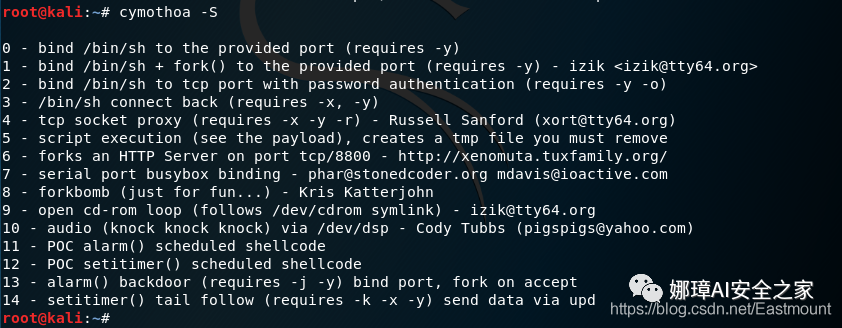 root@kali:~# cymothoa -S
0 - bind /bin/sh to the provided port (requires -y)
1 - bind /bin/sh + fork() to the provided port (requires -y) - izik <izik@tty64.org>
2 - bind /bin/sh to tcp port with password authentication (requires -y -o)
3 - /bin/sh connect back (requires -x, -y)
4 - tcp socket proxy (requires -x -y -r) - Russell Sanford (xort@tty64.org)
5 - script execution (see the payload), creates a tmp file you must remove
6 - forks an HTTP Server on port tcp/8800 - http://xenomuta.tuxfamily.org/
7 - serial port busybox binding - phar@stonedcoder.org mdavis@ioactive.com
8 - forkbomb (just for fun...) - Kris Katterjohn
9 - open cd-rom loop (follows /dev/cdrom symlink) - izik@tty64.org
10 - audio (knock knock knock) via /dev/dsp - Cody Tubbs (pigspigs@yahoo.com)
11 - POC alarm() scheduled shellcode
12 - POC setitimer() scheduled shellcode
13 - alarm() backdoor (requires -j -y) bind port, fork on accept
14 - setitimer() tail follow (requires -k -x -y) send data via upd
root@kali:~#
娜璋AI安全之家
https://blog.csdn.net/Eastmount